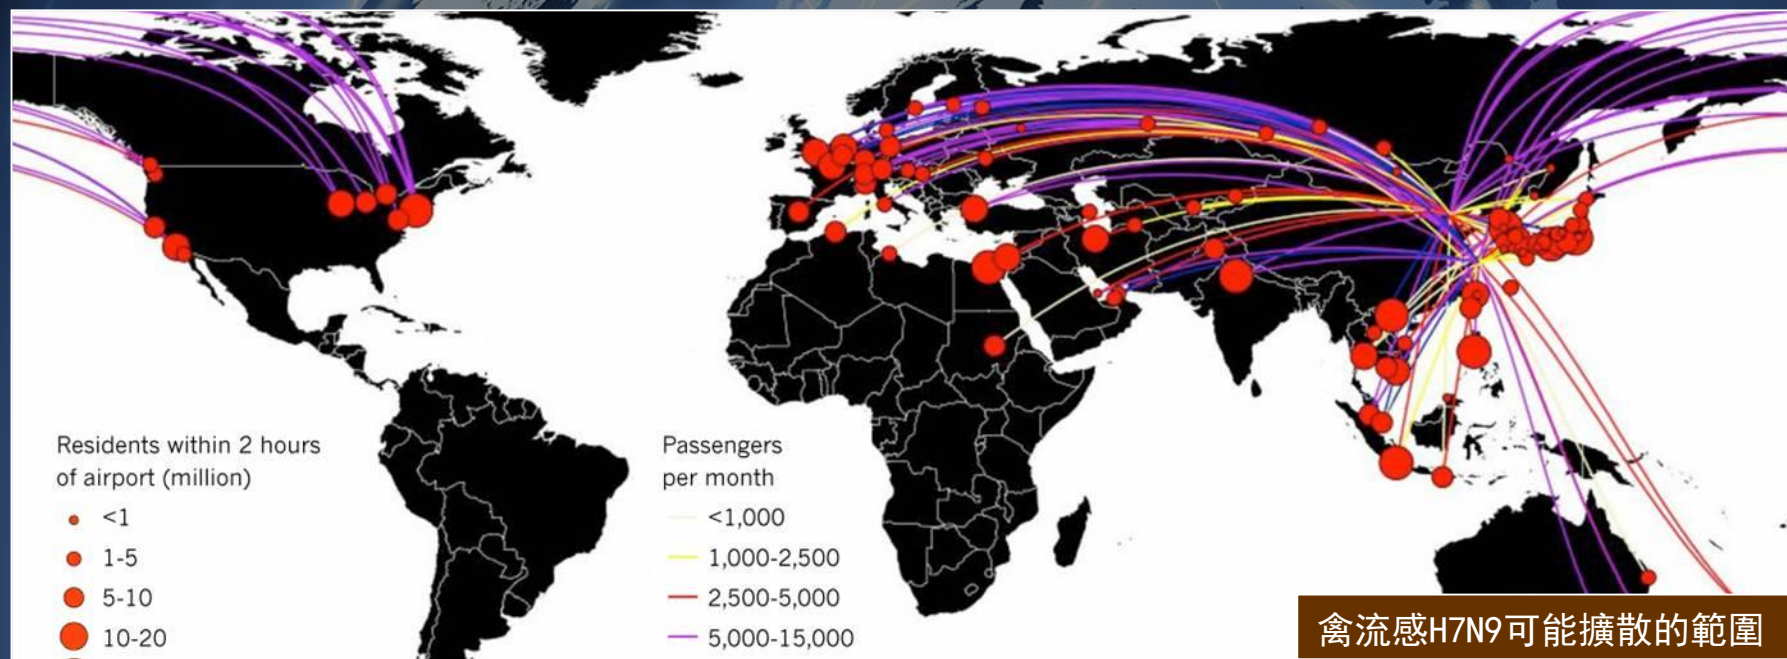 Residents within 2 hours
of airport (million)
<1
1-5
5-10
10-20
Passengers
per month
<1,000
1,000-2,500
2,500-5,000
5,000-15,000
禽流感H7N9可能擴散的範圍